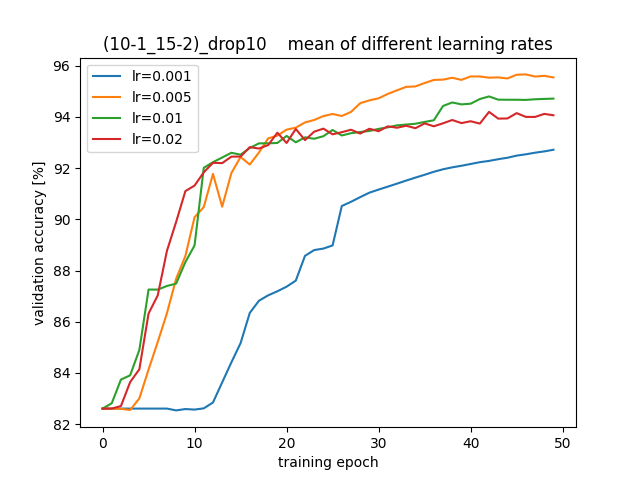 (10-1_15-2)_drop10    mean of different learning rates
96
94
92
90
88
86
84
82
validation accuracy [%]
lr=0.001
lr=0.005
lr=0.01
lr=0.02
0 10 20 30 40 50
training epoch